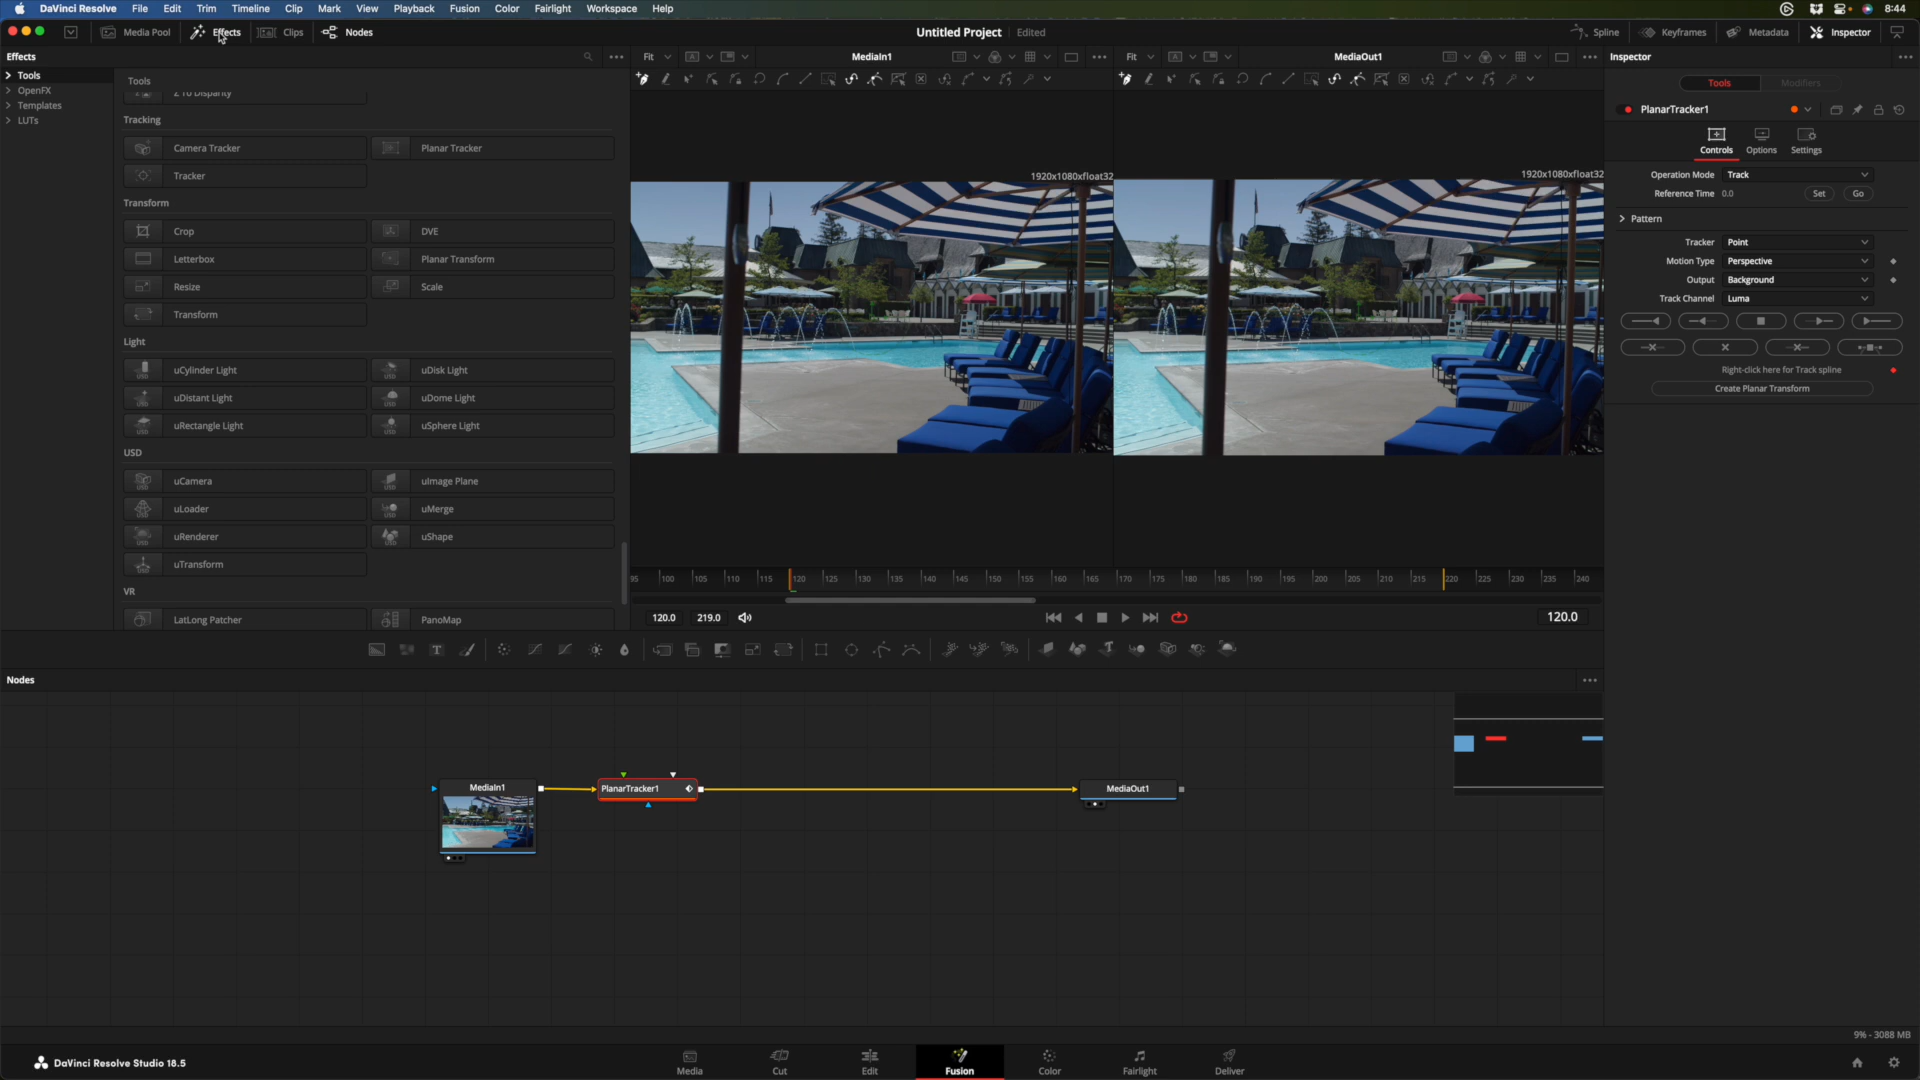 DaVinci Resolve File Edit Trim Timeline Clip Mark View Playback Fusion Color Fairlight Workspace Help 8:44
Media Pool Effects Clips Nodes Untitled Project Edited Spline Keyframes Metadata Inspector
Effects Fit MediaIn1 Fit MediaOut1 Inspector
Tools
OpenFX
Templates
LUTs
Tools
Z To Disparity
Tracking
Camera Tracker Planar Tracker
Tracker
Transform
Crop DVE
Letterbox Planar Transform
Resize Scale
Transform
Light
uCylinder Light uDisk Light
uDistant Light uDome Light
uRectangle Light uSphere Light
USD
uCamera uImage Plane
uLoader uMerge
uRenderer uShape
uTransform
VR
LatLong Patcher PanoMap
1920x1080xfloat32
1920x1080xfloat32
95 100 105 110 115 120 125 130 135 140 145 150 155 160 165 170 175 180 185 190 195 200 205 210 215 220 225 230 235 240
120.0 219.0 120.0
Tools Modifiers
PlanarTracker1
Controls Options Settings
Operation Mode Track
Reference Time 0.0 Set Go
Pattern
Tracker Point
Motion Type Perspective
Output Background
Track Channel Luma
Right-click here for Track spline
Create Planar Transform
Nodes
MediaIn1
PlanarTracker1
MediaOut1
9% - 3088 MB
DaVinci Resolve Studio 18.5
Media Cut Edit Fusion Color Fairlight Deliver